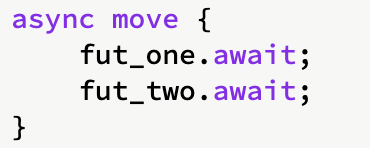 async move {
    fut_one.await;
    fut_two.await;
}